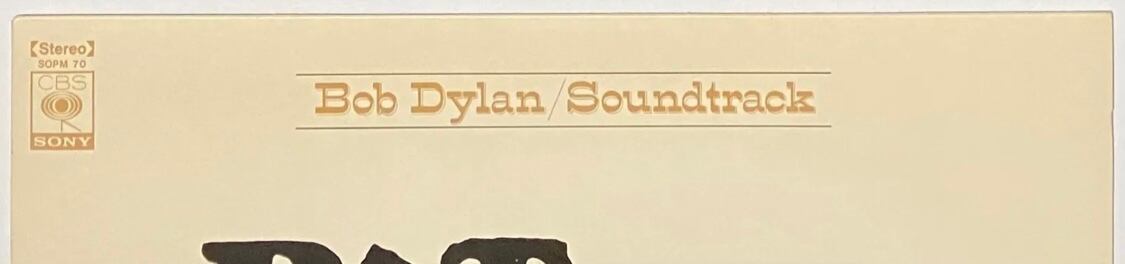 Stereo
SOPM 70
CBS
SONY
Bob Dylan/Soundtrack